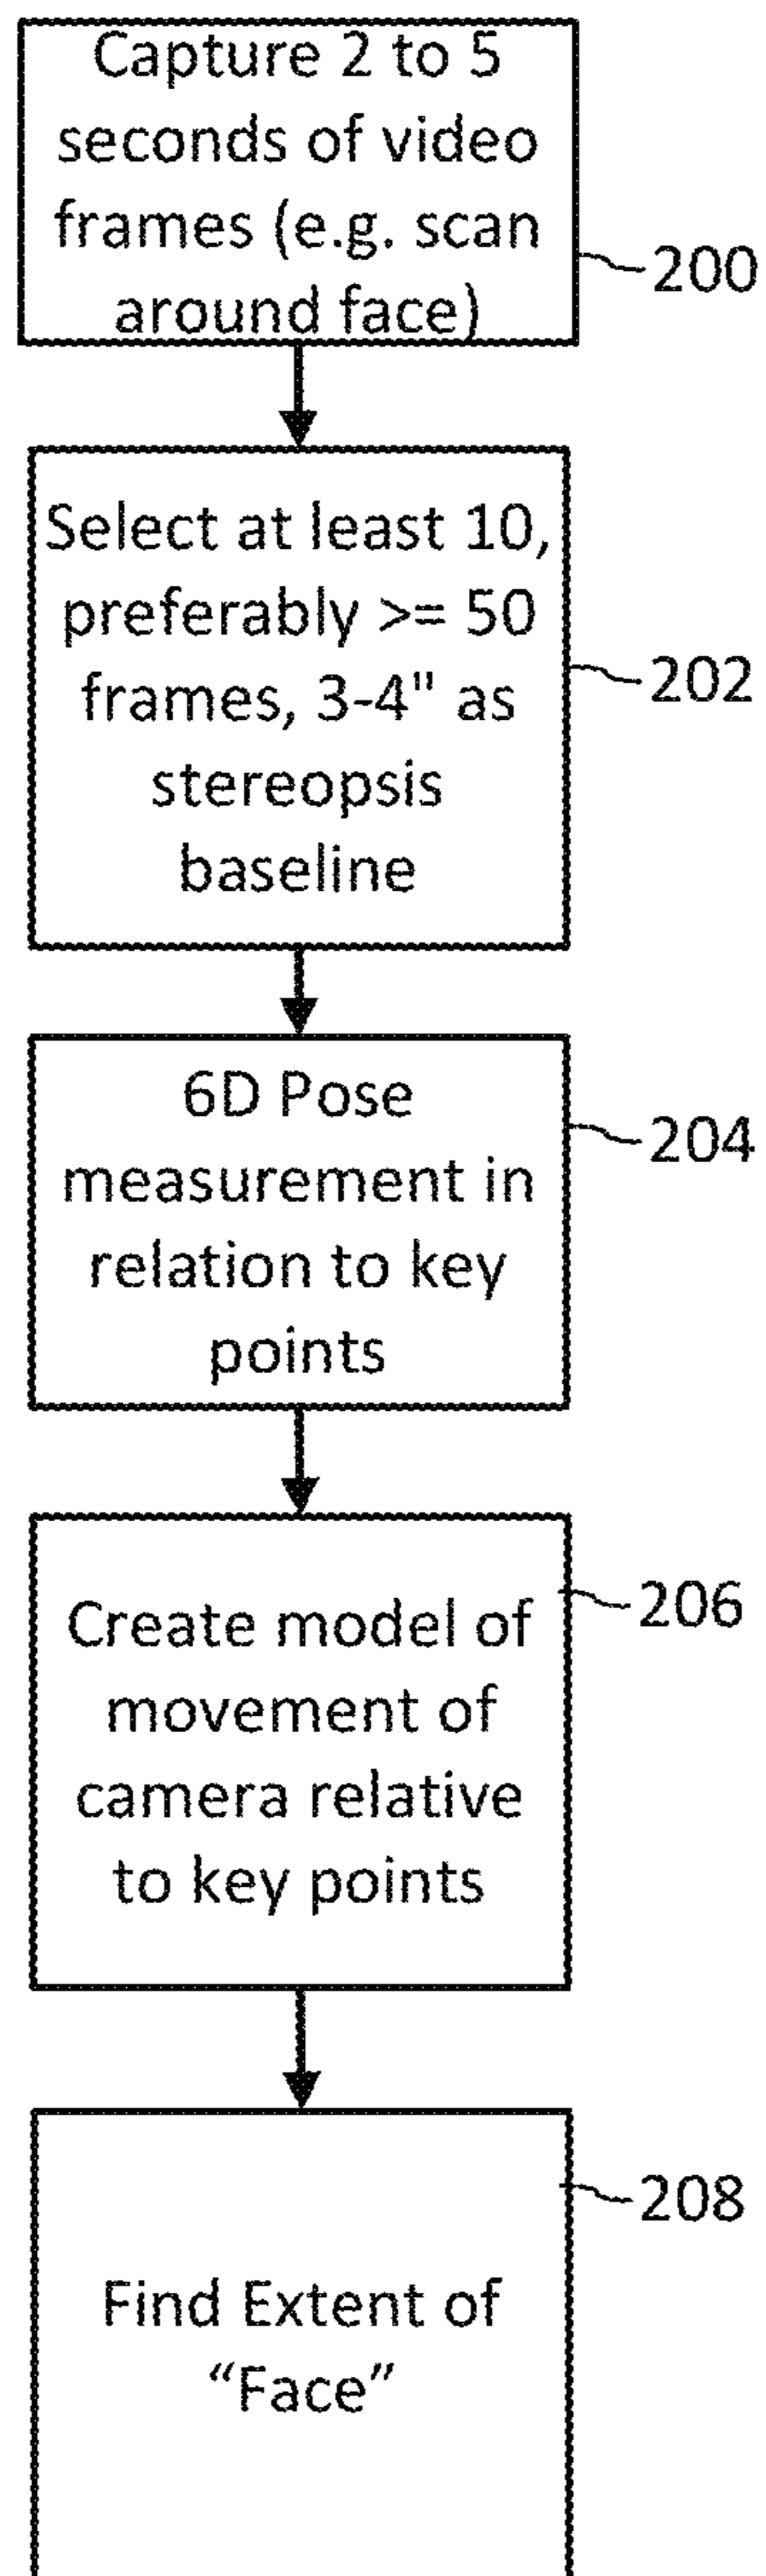 Capture 2 to 5
seconds of video
frames (e.g. scan
around face)
200
Select at least 10,
preferably >= 50
frames, 3-4" as
stereopsis
baseline
202
6D Pose
measurement in
relation to key
points
204
Create model of
movement of
camera relative
to key points
206
Find Extent of
“Face”
208